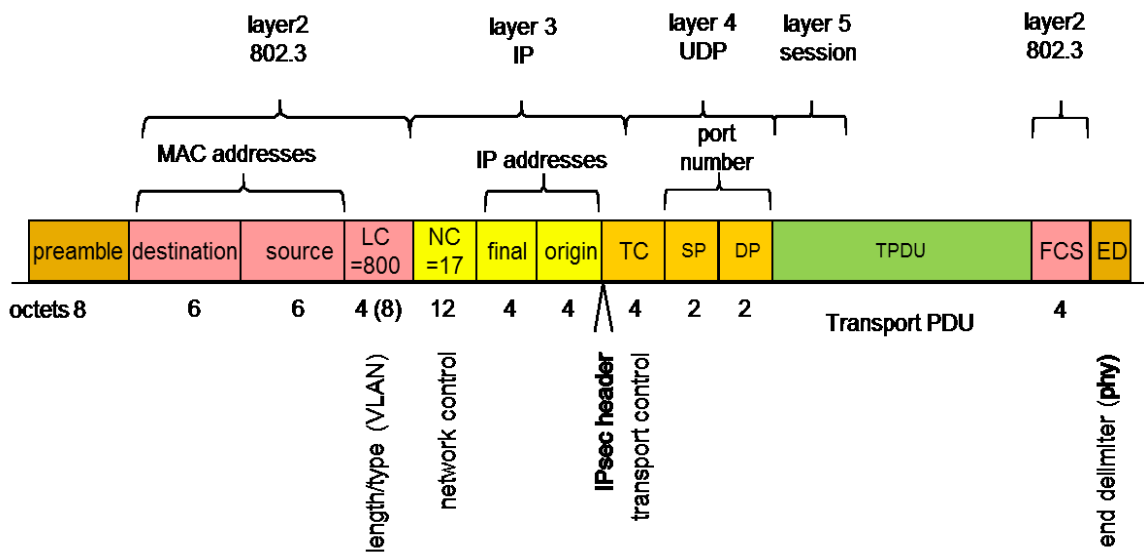 layer2
802.3
layer 3
IP
layer 4
UDP
layer 5
session
layer2
802.3
MAC addresses
IP addresses
port
number
preamble
destination
source
LC
=800
NC
=17
final
origin
TC
SP
DP
TPDU
FCS
ED
octets 8
6
6
4 (8)
12
4
4
4
2
2
Transport PDU
4
length/type (VLAN)
network control
IPsec header
transport control
end delimiter (phy)